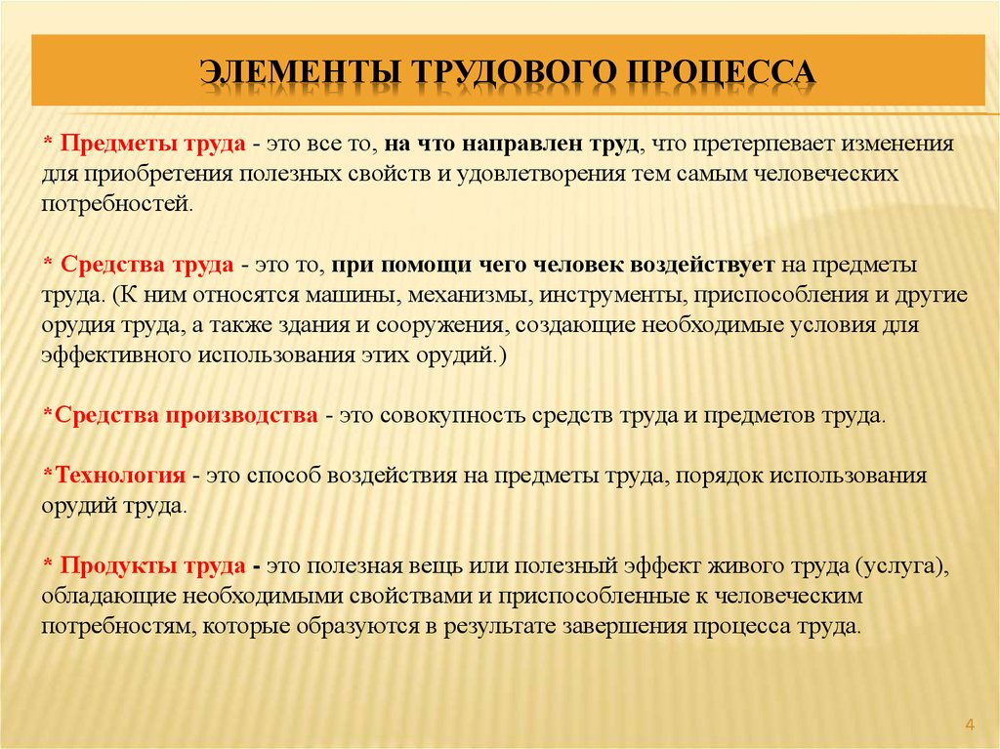 ЭЛЕМЕНТЫ ТРУДОВОГО ПРОЦЕССА
* Предметы труда - это все то, на что направлен труд, что претерпевает изменения
для приобретения полезных свойств и удовлетворения тем самым человеческих
потребностей.
* Средства труда - это то, при помощи чего человек воздействует на предметы
труда. (К ним относятся машины, механизмы, инструменты, приспособления и другие
орудия труда, а также здания и сооружения, создающие необходимые условия для
эффективного использования этих орудий.)
*Средства производства - это совокупность средств труда и предметов труда.
*Технология - это способ воздействия на предметы труда, порядок использования
орудий труда.
* Продукты труда - это полезная вещь или полезный эффект живого труда (услуга),
обладающие необходимыми свойствами и приспособленные к человеческим
потребностям, которые образуются в результате завершения процесса труда.
4